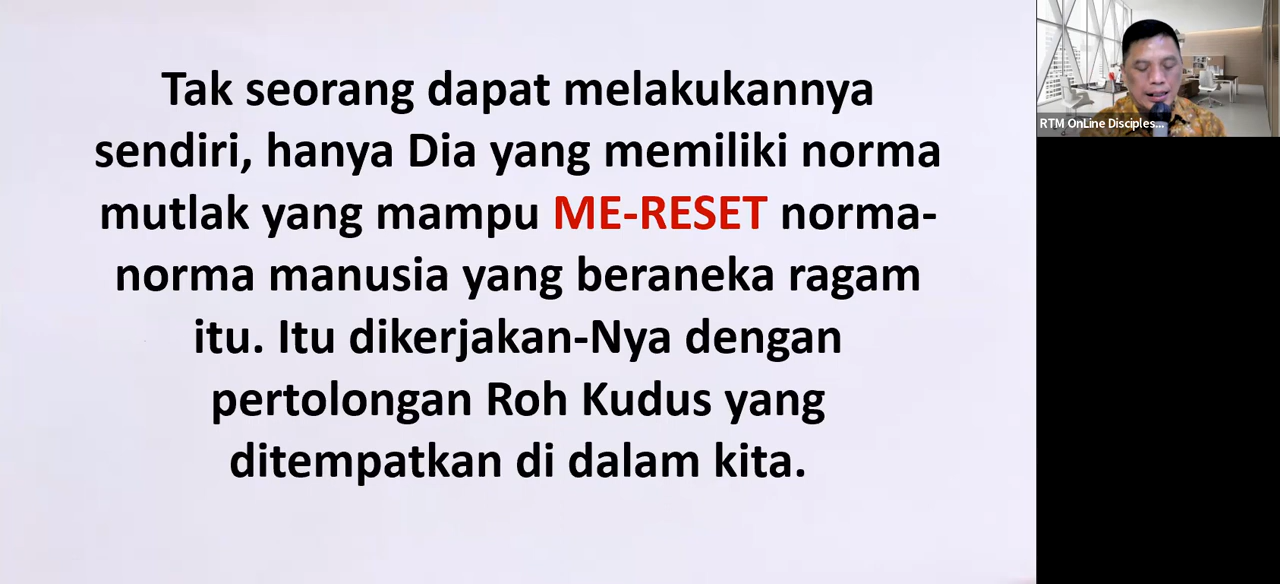 Tak seorang dapat melakukannya
sendiri, hanya Dia yang memiliki norma
mutlak yang mampu ME-RESET norma-
norma manusia yang beraneka ragam
itu. Itu dikerjakan-Nya dengan
pertolongan Roh Kudus yang
ditempatkan di dalam kita.
RTM OnLine Disciples...